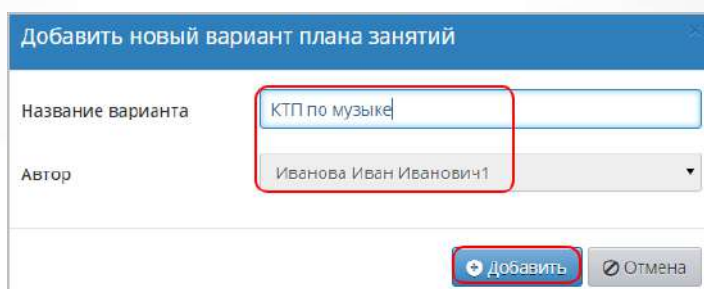 Добавить новый вариант плана занятий
Название варианта
КТП по музыке
Автор
Иванова Иван Иванович1
Добавить
Отмена